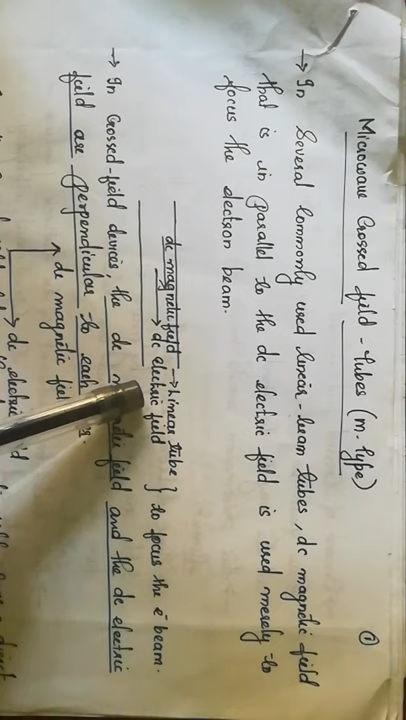 Microwave Crossed field - tubes (m-type)
①
→ In Several Commonly used linear-beam tubes, dc magnetic field
that is in parallel to the dc electric field is used merely to
focus the electron beam.
dc magnetic field → Linear tube
→ dc electric field } to focus the e⁻ beam.
→ In Crossed-field devices, the dc field and the dc electric
field are perpendicular to each
dc magnetic
→ dc electric